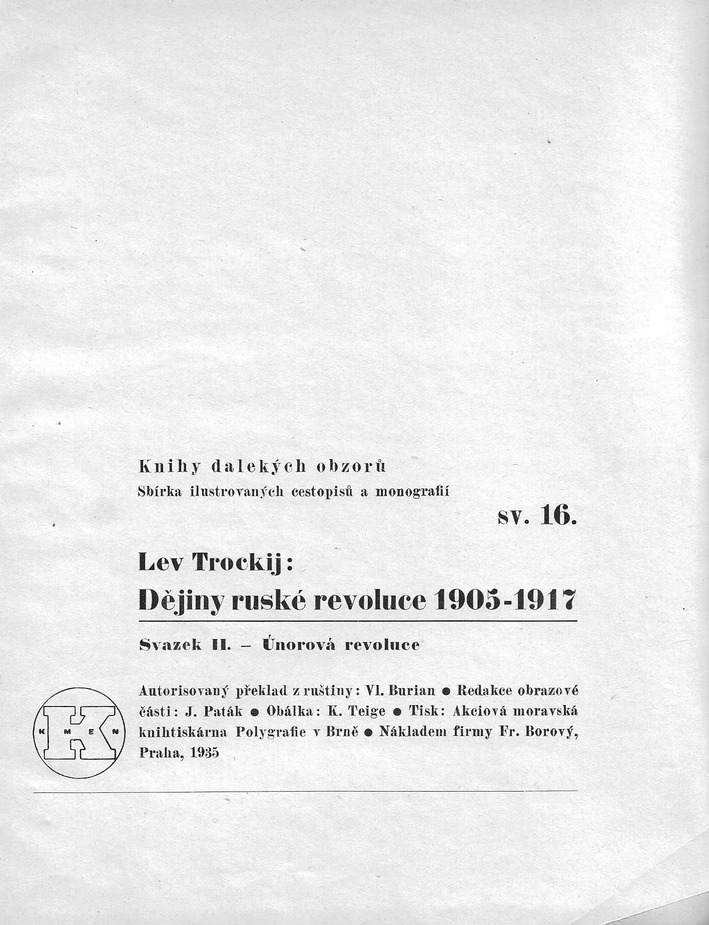 Knihy dalekých obzorů
Sbírka ilustrovaných cestopisů a monografií
sv. 16.
Lev Trockij:
Dějiny ruské revoluce 1905-1917
Svazek II. – Únorová revoluce
Autorisovaný překlad z ruštiny: Vl. Burian ● Redakce obrazové
části: J. Paták ● Obálka: K. Teige ● Tisk: Akciová moravská
knihtiskárna Polygrafie v Brně ● Nákladem firmy Fr. Borový,
Praha, 1935
K
KMEN